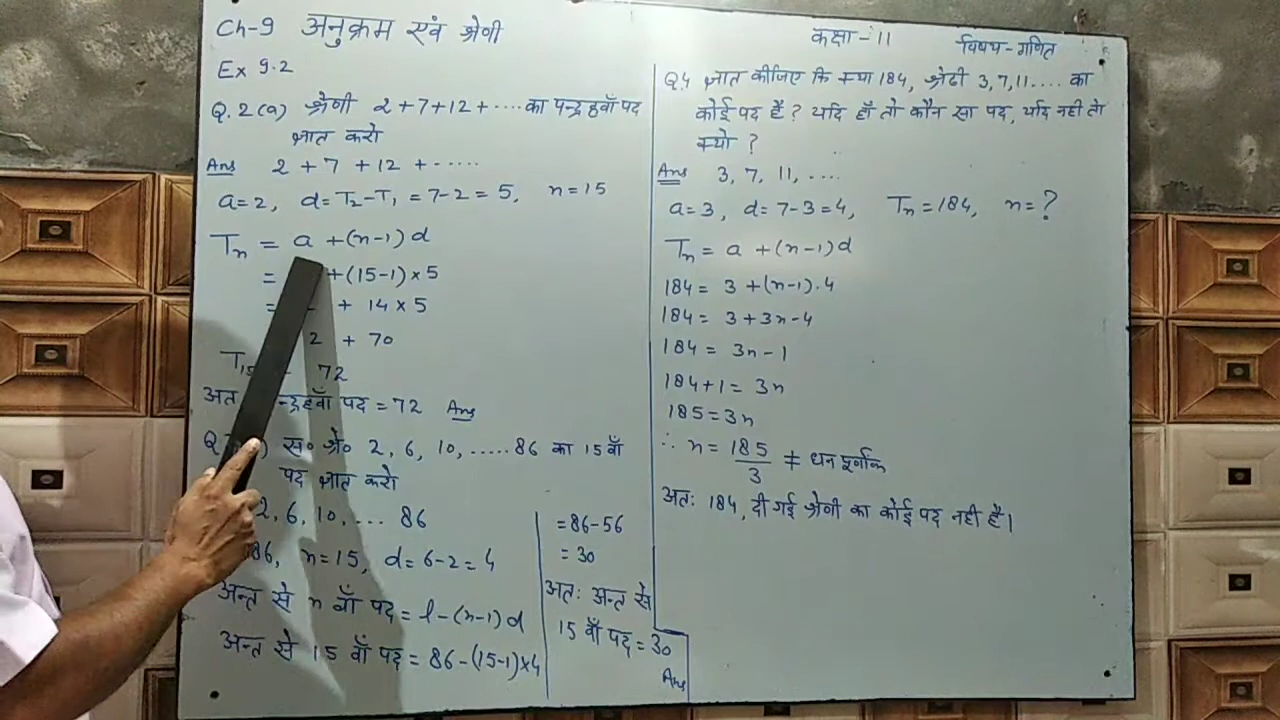 Ch-9 अनुक्रम एवं श्रेणी
कक्षा-11 विषय-गणित
Ex 9.2
Q.2(a) श्रेणी 2+7+12+.... का पन्द्रहवाँ पद
ज्ञात करो
Ans 2+7+12+......
a=2, d=T₂-T₁=7-2=5, n=15
Tₙ = a+(n-1)d
= +(15-1)×5
= + 14×5
2 + 70
T₁₅ 72
अत पन्द्रहवाँ पद = 72 Ans
Q ) स० श्रे० 2, 6, 10, ..... 86 का 15 वाँ
पद ज्ञात करो
2, 6, 10, ... 86
86, n=15, d=6-2=4
अन्त से n वाँ पद = l-(n-1)d
अन्त से 15 वाँ पद = 86-(15-1)×4
= 86-56
= 30
अतः अन्त से
15 वाँ पद = 30
Ans
Q.4 ज्ञात कीजिए कि क्या 184, श्रेढी 3,7,11.... का
कोई पद है? यदि हाँ तो कौन सा पद, यदि नही तो
क्यो ?
Ans 3, 7, 11, ....
a=3, d=7-3=4, Tₙ=184, n=?
Tₙ = a+(n-1)d
184 = 3+(n-1).4
184 = 3+3n-4
184 = 3n-1
184+1 = 3n
185 = 3n
∴ n = 185/3 ≠ धन पूर्णांक
अतः 184, दी गई श्रेणी का कोई पद नही है।